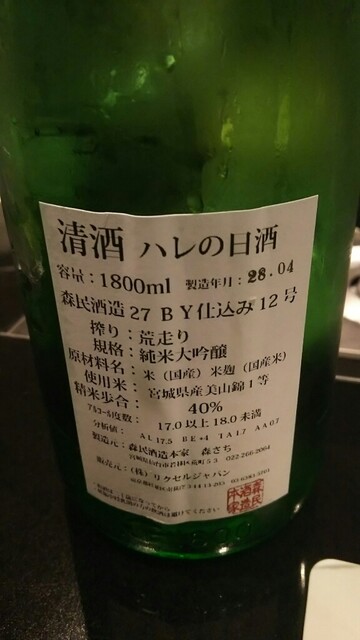 清酒 ハレの日酒
容量：1800ml 製造年月：28.04
森民酒造27BY仕込み12号
搾り：荒走り
規格：純米大吟醸
原材料名：米（国産）米麹（国産米）
使用米：宮城県産美山錦1等
精米歩合：40%
アルコール度数：17.0以上18.0未満
分析値：AL17.5 BE+4 TA1.7 AA0.7
製造元：森民酒造本家 森さち
022-266-2064
販売元：（株）リクセルジャパン